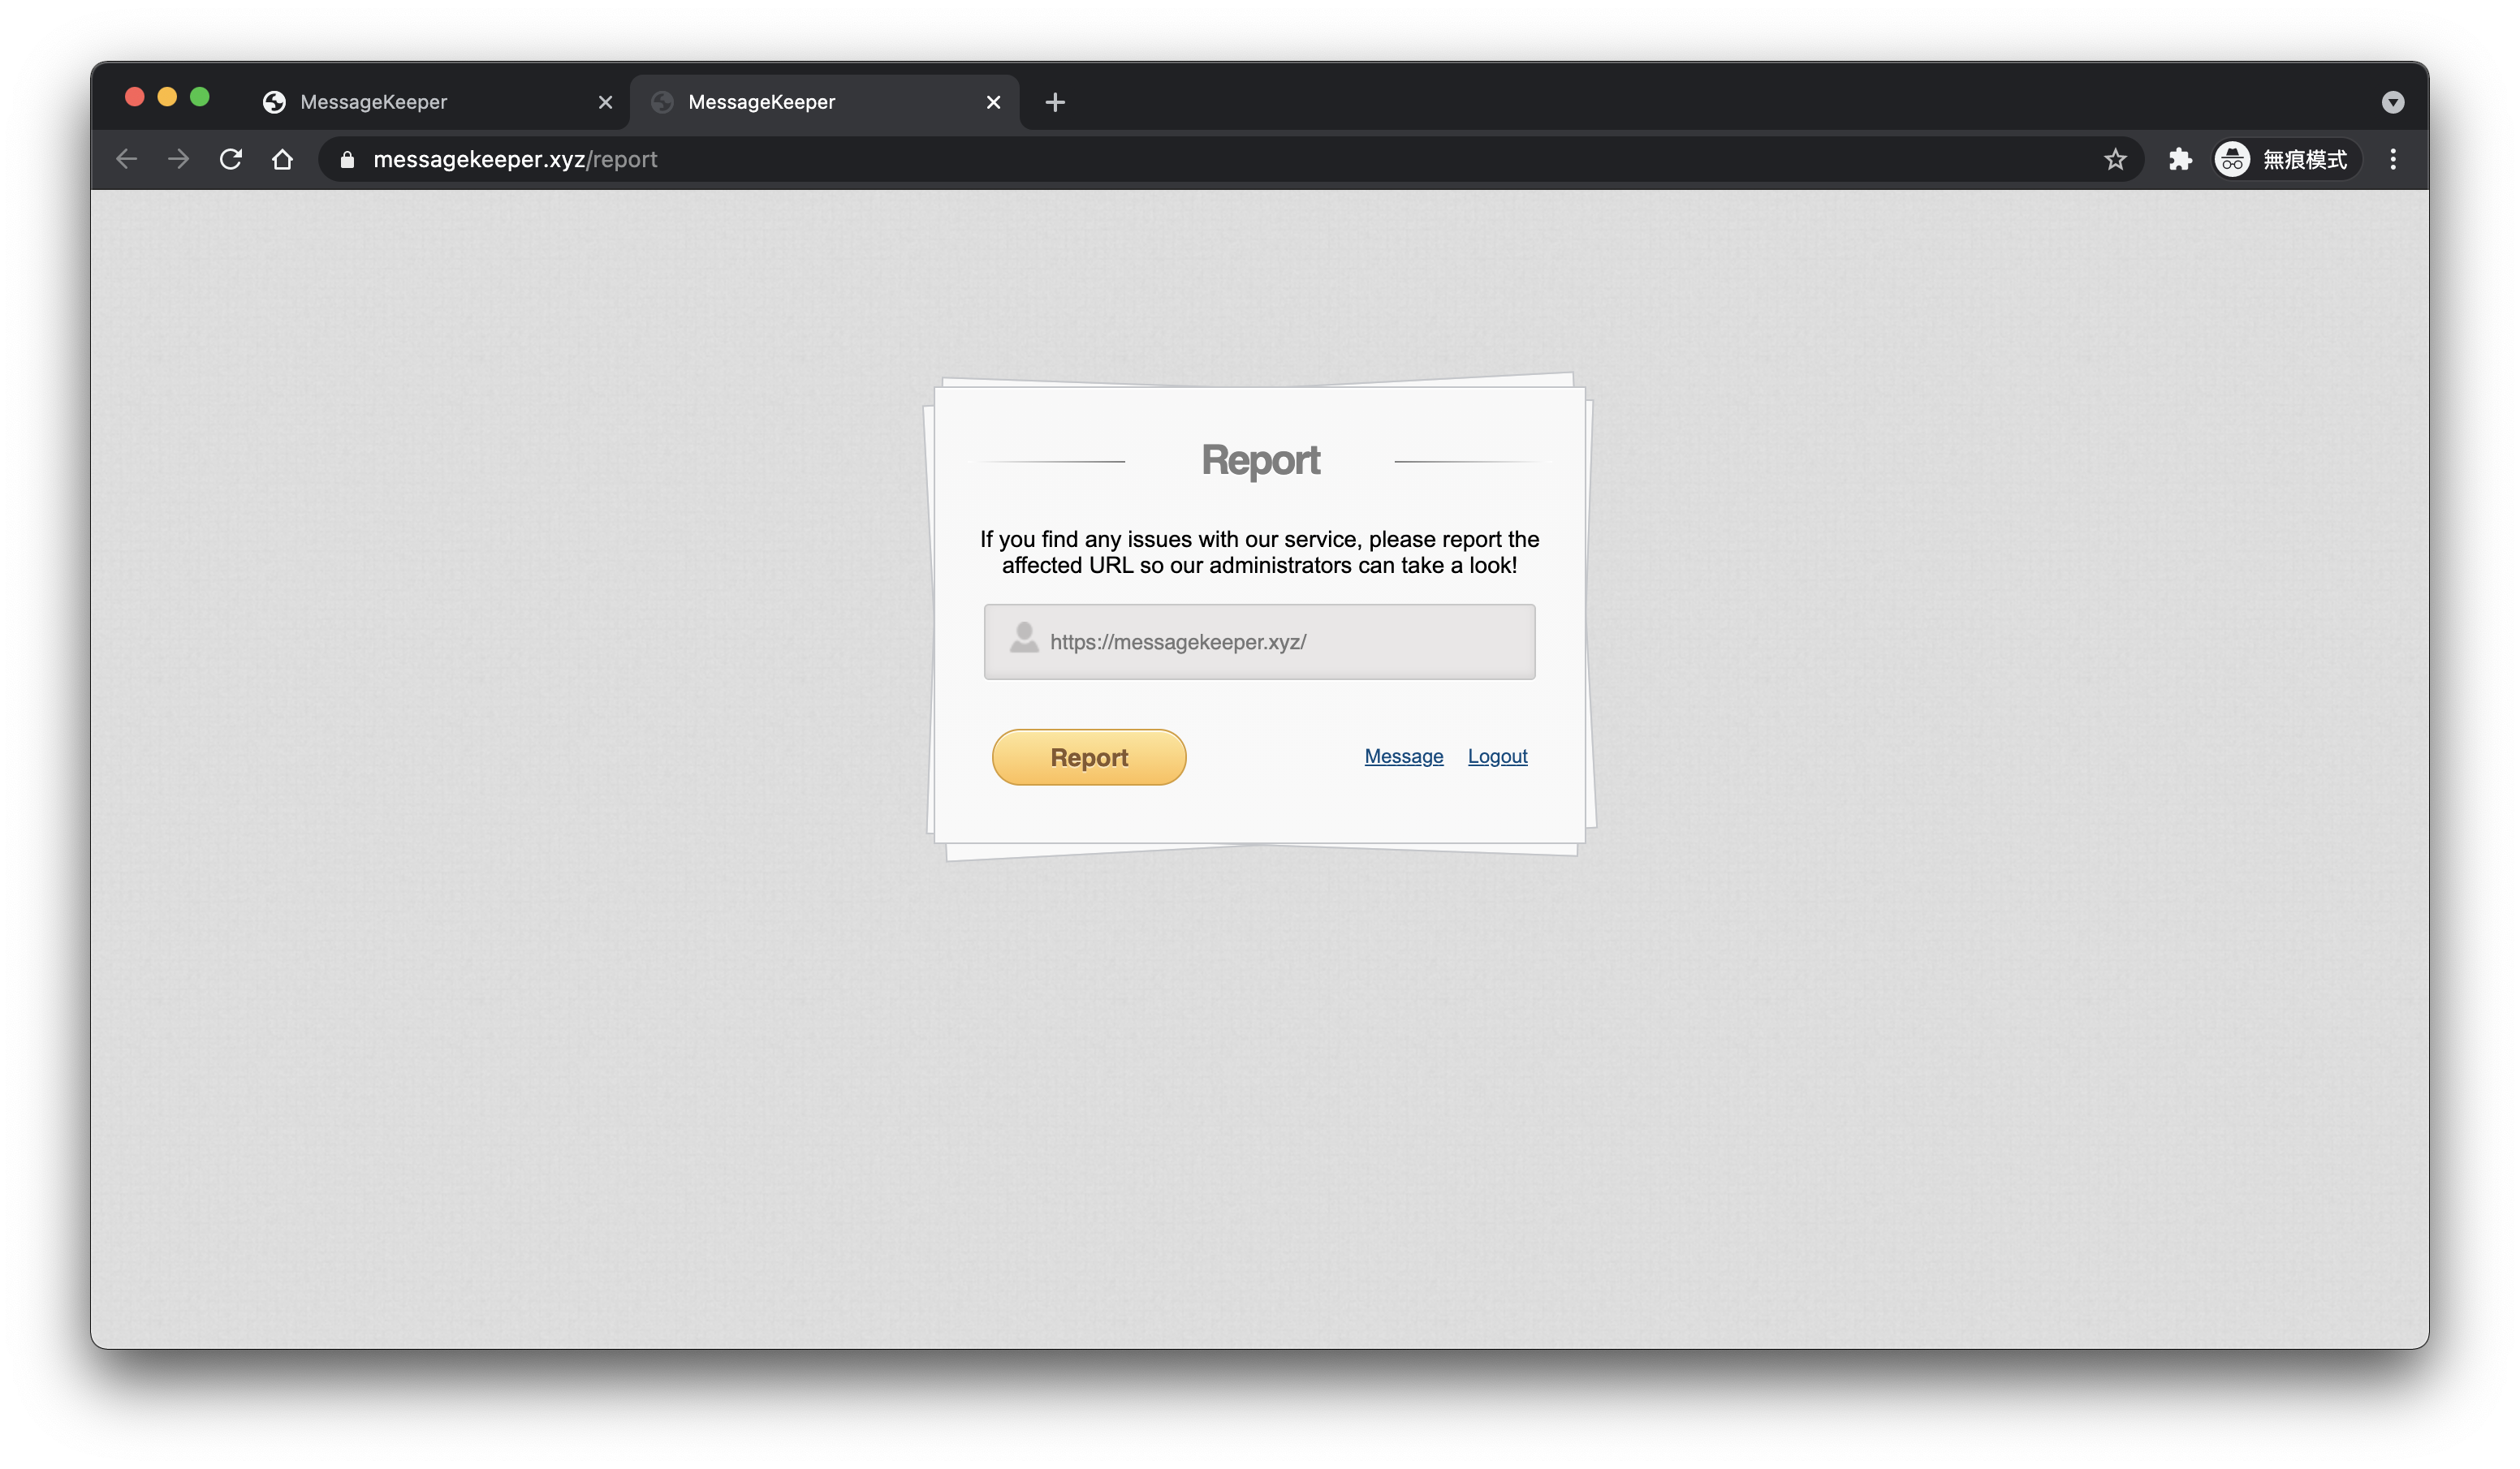 MessageKeeper
MessageKeeper
messagekeeper.xyz/report
無痕模式
Report
If you find any issues with our service, please report the
affected URL so our administrators can take a look!
https://messagekeeper.xyz/
Report
Message
Logout